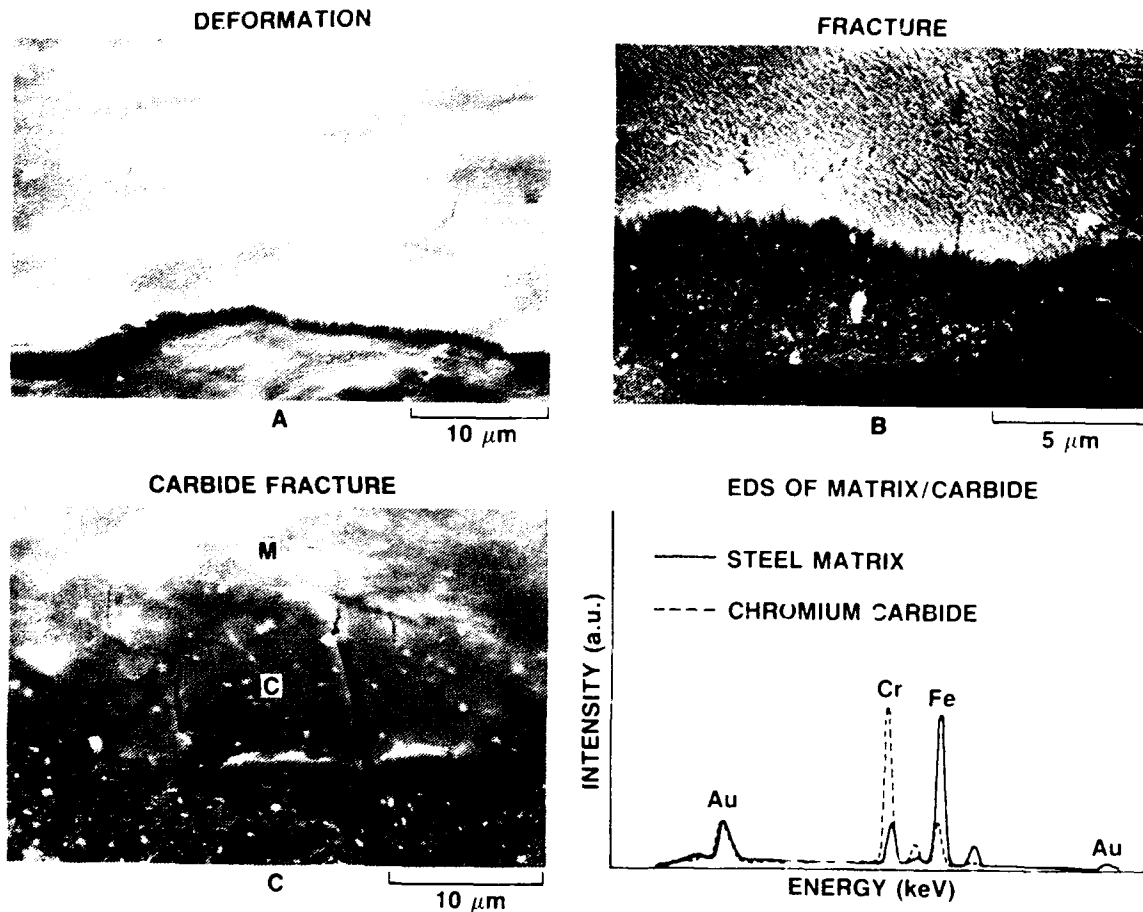 DEFORMATION
FRACTURE
A
10 µm
B
5 µm
CARBIDE FRACTURE
M
C
C
10 µm
EDS OF MATRIX/CARBIDE
STEEL MATRIX
CHROMIUM CARBIDE
INTENSITY (a.u.)
Cr
Fe
Au
Au
ENERGY (keV)